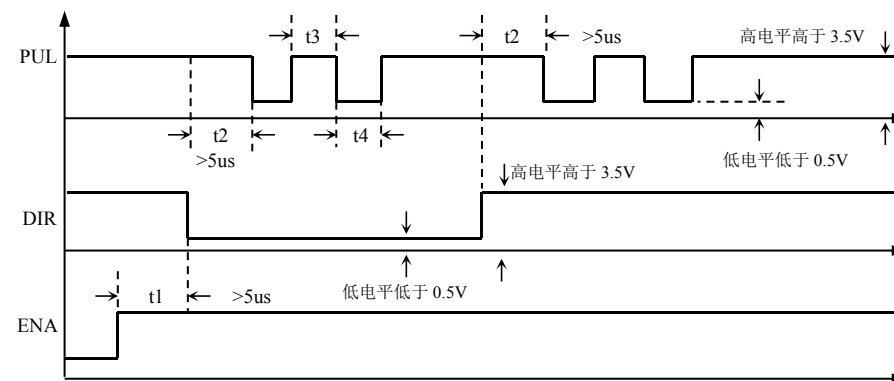 t3
t2
>5us
高电平高于 3.5V
PUL
t2
t4
>5us
低电平低于 0.5V
高电平高于 3.5V
DIR
低电平低于 0.5V
t1
>5us
ENA